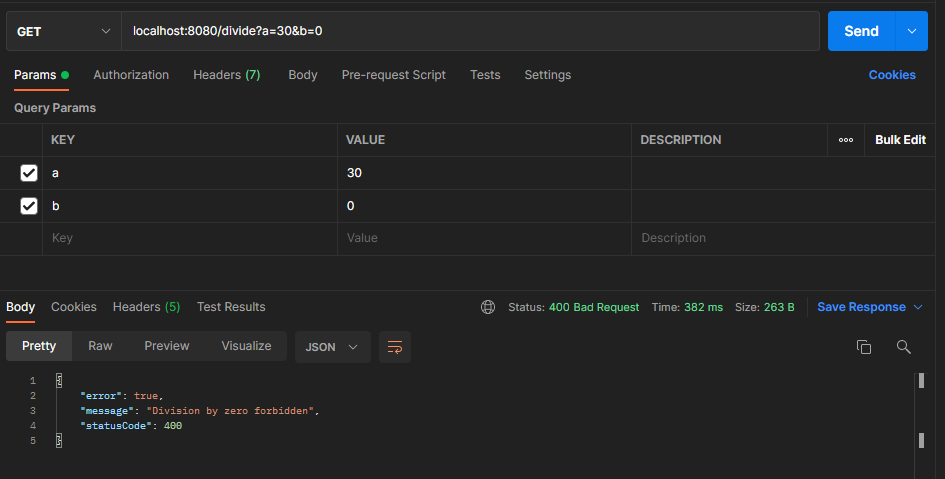 GET localhost:8080/divide?a=30&b=0 Send
Params Authorization Headers (7) Body Pre-request Script Tests Settings Cookies
Query Params
KEY VALUE DESCRIPTION ooo Bulk Edit
a 30
b 0
Key Value Description
Body Cookies Headers (5) Test Results Status: 400 Bad Request Time: 382 ms Size: 263 B Save Response
Pretty Raw Preview Visualize JSON
1 {
2 "error": true,
3 "message": "Division by zero forbidden",
4 "statusCode": 400
5 }